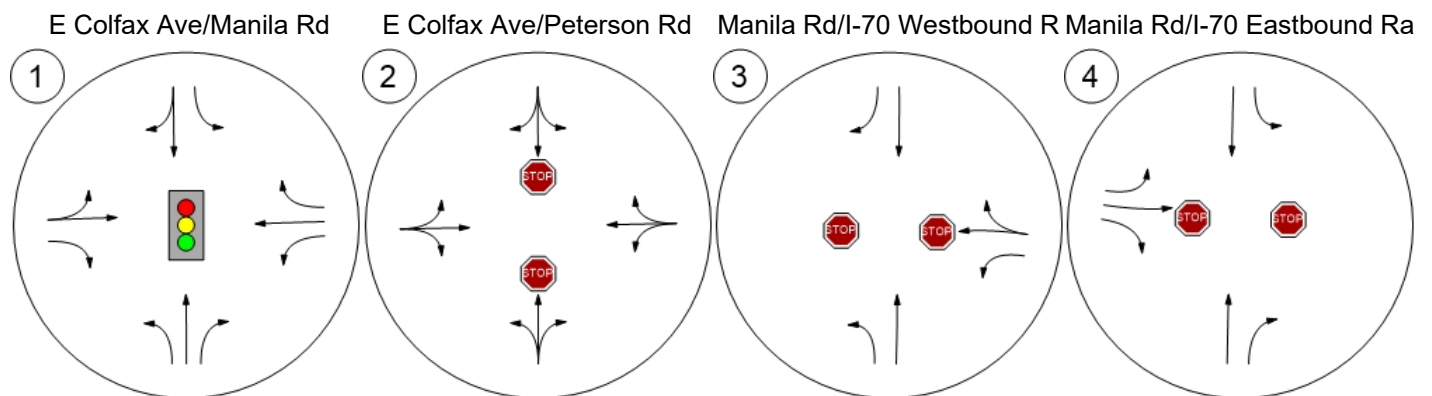 E Colfax Ave/Manila Rd
E Colfax Ave/Peterson Rd
Manila Rd/I-70 Westbound R
Manila Rd/I-70 Eastbound Ra
1
2
3
4
STOP
STOP
STOP
STOP
STOP
STOP